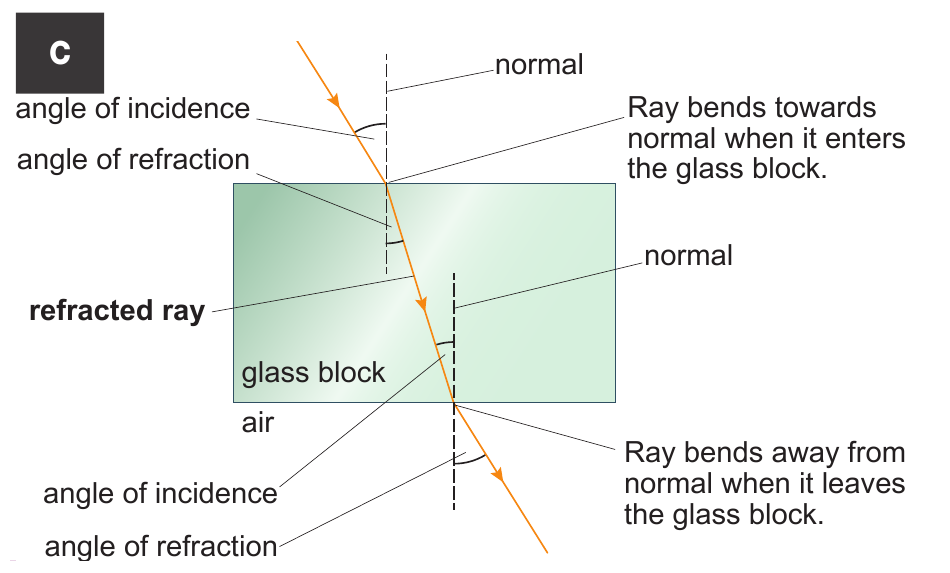 c
normal
angle of incidence
Ray bends towards
normal when it enters
the glass block.
angle of refraction
normal
refracted ray
glass block
air
Ray bends away from
normal when it leaves
the glass block.
angle of incidence
angle of refraction